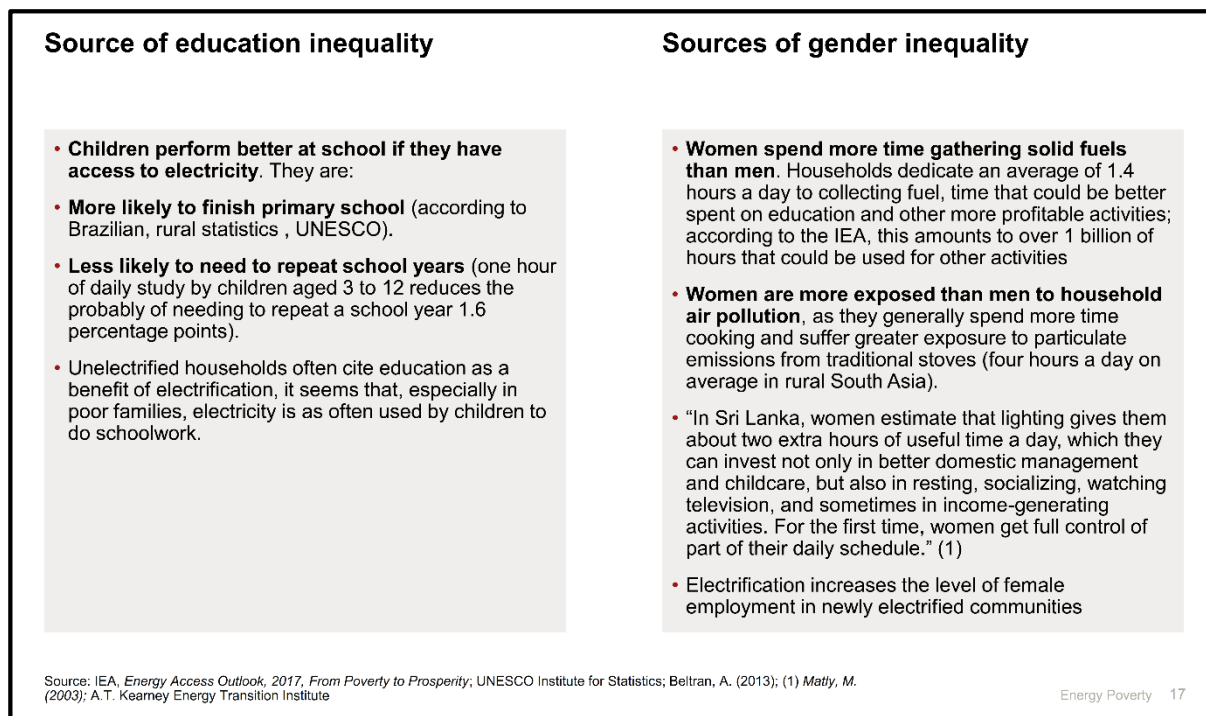 Source of education inequality
• Children perform better at school if they have
access to electricity. They are:
• More likely to finish primary school (according to
Brazilian, rural statistics , UNESCO).
• Less likely to need to repeat school years (one hour
of daily study by children aged 3 to 12 reduces the
probably of needing to repeat a school year 1.6
percentage points).
• Unelectrified households often cite education as a
benefit of electrification, it seems that, especially in
poor families, electricity is as often used by children to
do schoolwork.
Sources of gender inequality
• Women spend more time gathering solid fuels
than men. Households dedicate an average of 1.4
hours a day to collecting fuel, time that could be better
spent on education and other more profitable activities;
according to the IEA, this amounts to over 1 billion of
hours that could be used for other activities
• Women are more exposed than men to household
air pollution, as they generally spend more time
cooking and suffer greater exposure to particulate
emissions from traditional stoves (four hours a day on
average in rural South Asia).
• “In Sri Lanka, women estimate that lighting gives them
about two extra hours of useful time a day, which they
can invest not only in better domestic management
and childcare, but also in resting, socializing, watching
television, and sometimes in income-generating
activities. For the first time, women get full control of
part of their daily schedule.” (1)
• Electrification increases the level of female
employment in newly electrified communities
Source: IEA, Energy Access Outlook, 2017, From Poverty to Prosperity; UNESCO Institute for Statistics; Beltran, A. (2013); (1) Matly, M.
(2003); A.T. Kearney Energy Transition Institute
Energy Poverty 17